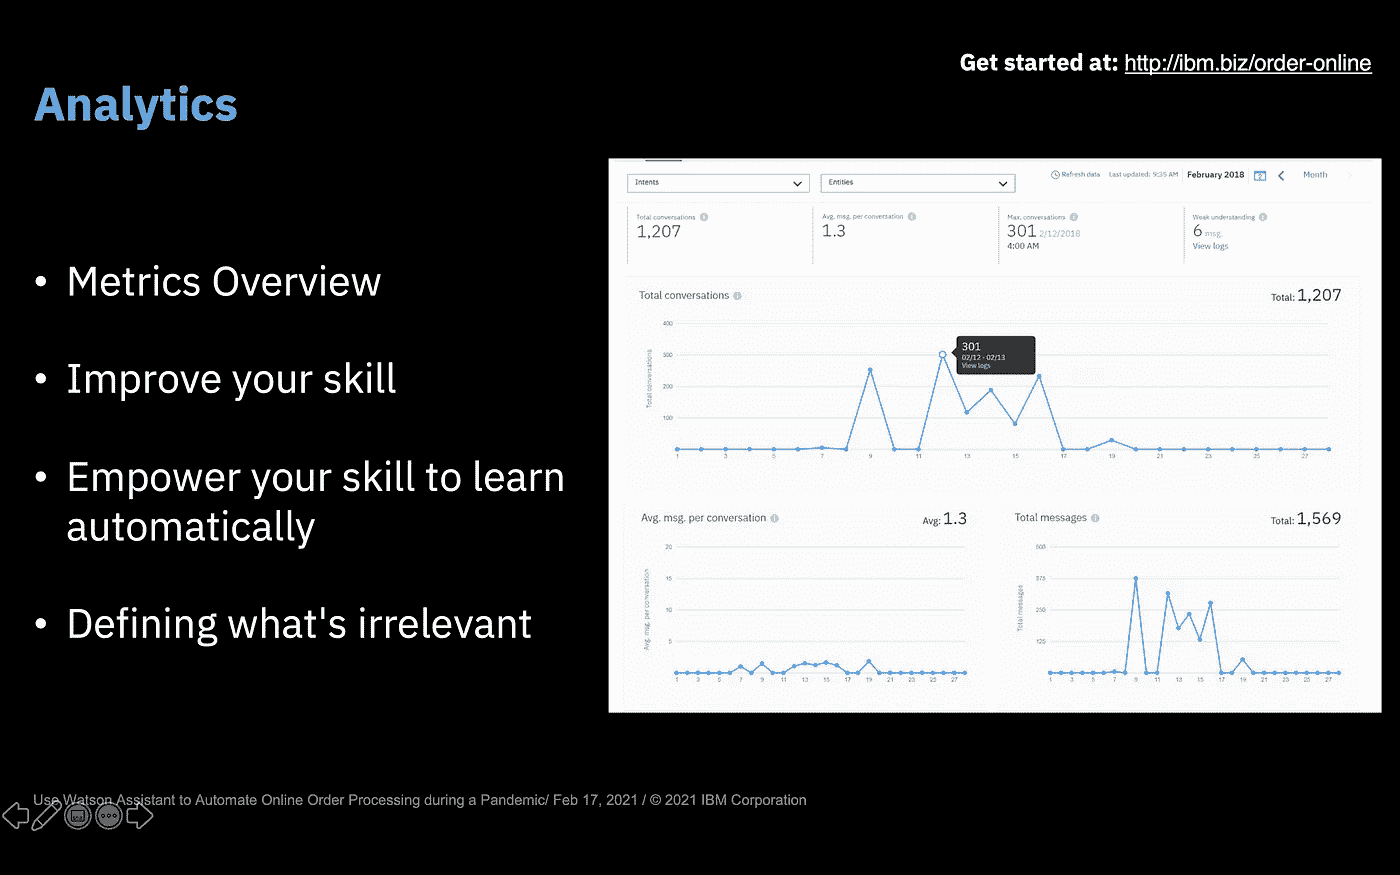 Get started at: http://ibm.biz/order-online
Analytics
• Metrics Overview
• Improve your skill
• Empower your skill to learn
automatically
• Defining what's irrelevant
Intents
Entities
Refresh data
Last updated: 9:35 AM
February 2018
Month
Total conversations
1,207
Avg. msg. per conversation
1.3
Max. conversations
301 2/12/2018
4:00 AM
Weak understanding
6 msg.
View logs
Total conversations
Total: 1,207
400
300
200
100
Total conversations
301
02/12 - 02/13
View logs
1 3 5 7 9 11 13 15 17 19 21 23 25 27
Avg. msg. per conversation
Avg: 1.3
20
15
10
5
Avg. msg. per conversation
1 3 5 7 9 11 13 15 17 19 21 23 25 27
Total messages
Total: 1,569
500
375
250
125
Total messages
1 3 5 7 9 11 13 15 17 19 21 23 25 27
Use Watson Assistant to Automate Online Order Processing during a Pandemic/ Feb 17, 2021 / © 2021 IBM Corporation